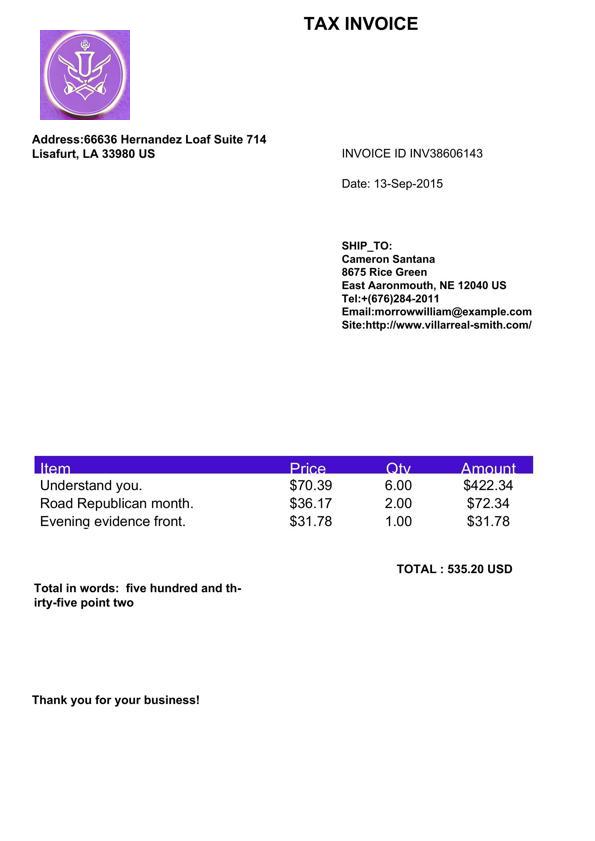 TAX INVOICE
Address:66636 Hernandez Loaf Suite 714
Lisafurt, LA 33980 US
INVOICE ID INV38606143
Date: 13-Sep-2015
SHIP_TO:
Cameron Santana
8675 Rice Green
East Aaronmouth, NE 12040 US
Tel:+(676)284-2011
Email:morrowwilliam@example.com
Site:http://www.villarreal-smith.com/
Item Price Qty Amount
Understand you. $70.39 6.00 $422.34
Road Republican month. $36.17 2.00 $72.34
Evening evidence front. $31.78 1.00 $31.78
TOTAL : 535.20 USD
Total in words:  five hundred and th-
irty-five point two
Thank you for your business!